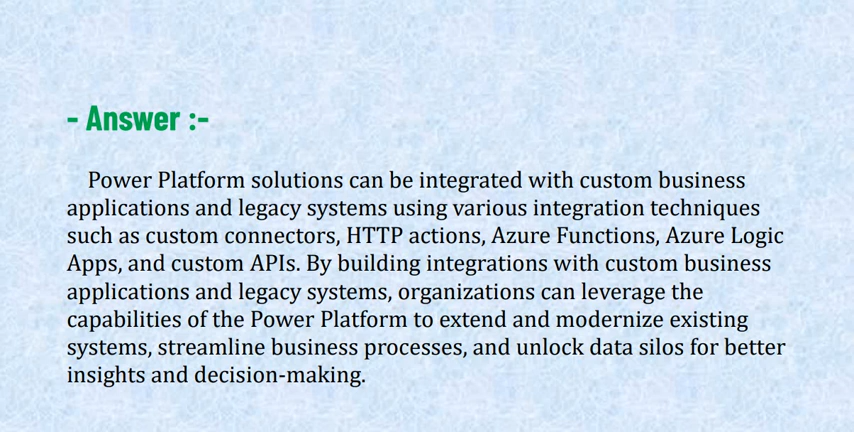 - Answer :-
Power Platform solutions can be integrated with custom business
applications and legacy systems using various integration techniques
such as custom connectors, HTTP actions, Azure Functions, Azure Logic
Apps, and custom APIs. By building integrations with custom business
applications and legacy systems, organizations can leverage the
capabilities of the Power Platform to extend and modernize existing
systems, streamline business processes, and unlock data silos for better
insights and decision-making.